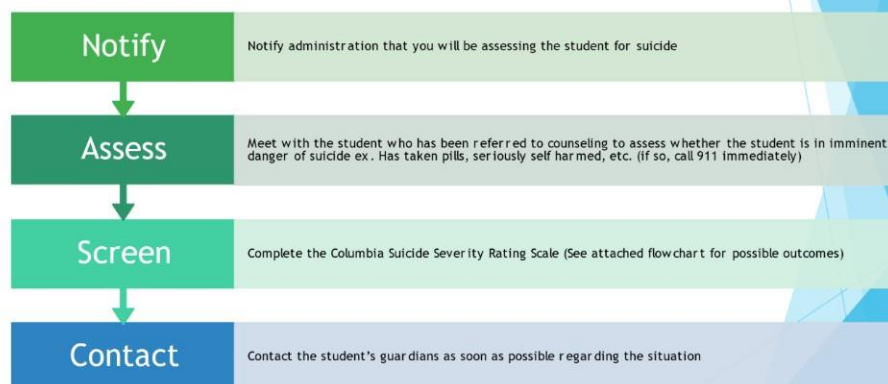 Notify
Notify administration that you will be assessing the student for suicide
Assess
Meet with the student who has been referred to counseling to assess whether the student is in imminent
danger of suicide ex. Has taken pills, seriously self harmed, etc. (if so, call 911 immediately)
Screen
Complete the Columbia Suicide Severity Rating Scale (See attached flowchart for possible outcomes)
Contact
Contact the student's guardians as soon as possible regarding the situation